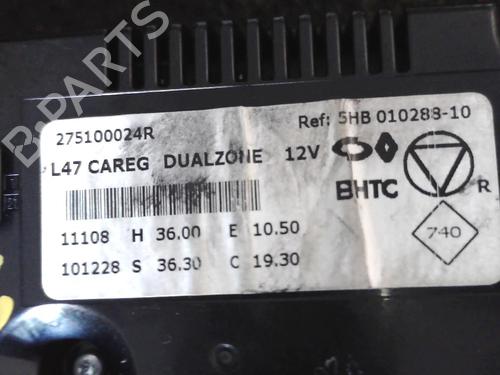 B-PARTS
275100024R
Ref: 5HB 010288-10
L47 CAREG DUALZONE 12V
BHTC
R
11108 H 36.00 E 10.50
740
101228 S 36.30 C 19.30